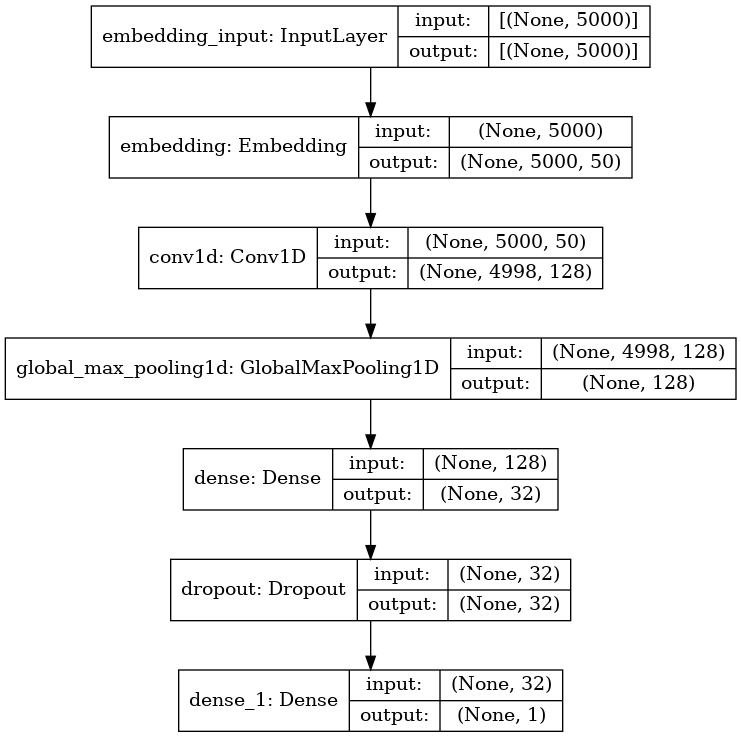 embedding_input: InputLayer
input: [(None, 5000)]
output: [(None, 5000)]
embedding: Embedding
input: (None, 5000)
output: (None, 5000, 50)
conv1d: Conv1D
input: (None, 5000, 50)
output: (None, 4998, 128)
global_max_pooling1d: GlobalMaxPooling1D
input: (None, 4998, 128)
output: (None, 128)
dense: Dense
input: (None, 128)
output: (None, 32)
dropout: Dropout
input: (None, 32)
output: (None, 32)
dense_1: Dense
input: (None, 32)
output: (None, 1)